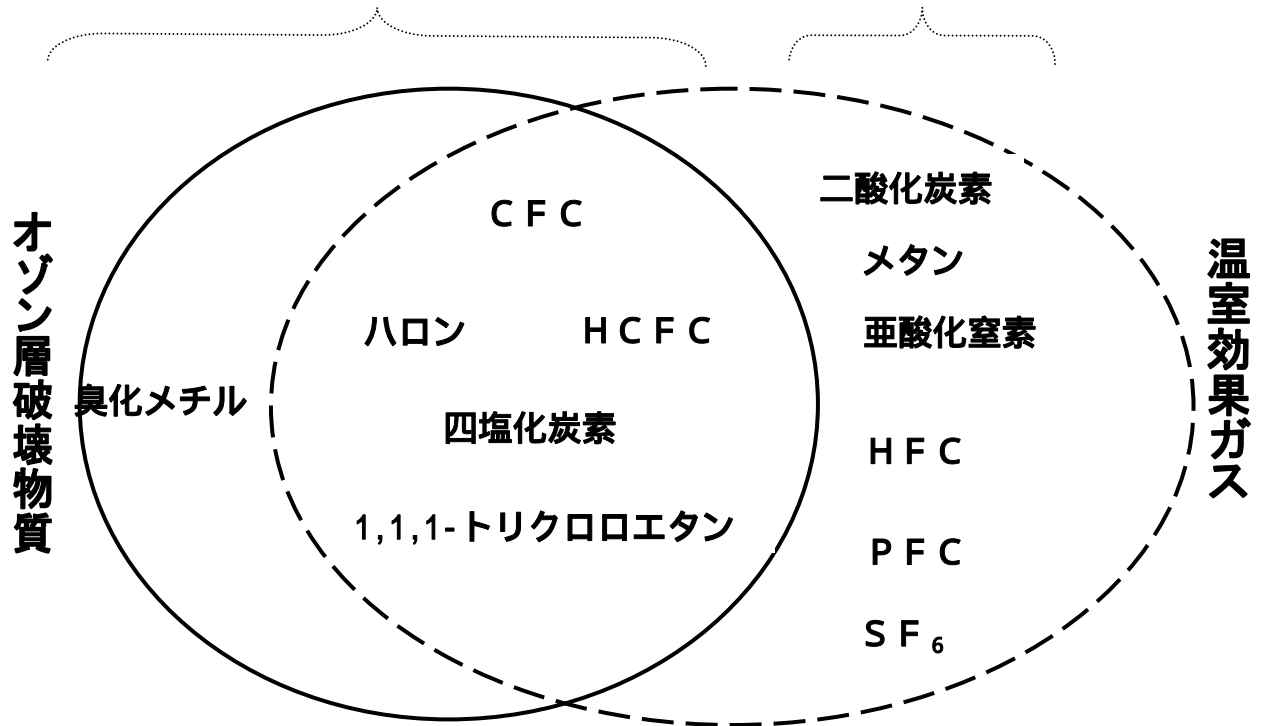 オゾン層破壊物質
臭化メチル
ＣＦＣ
ハロン
ＨＣＦＣ
四塩化炭素
1,1,1-トリクロロエタン
二酸化炭素
メタン
亜酸化窒素
ＨＦＣ
ＰＦＣ
ＳＦ₆
温室効果ガス